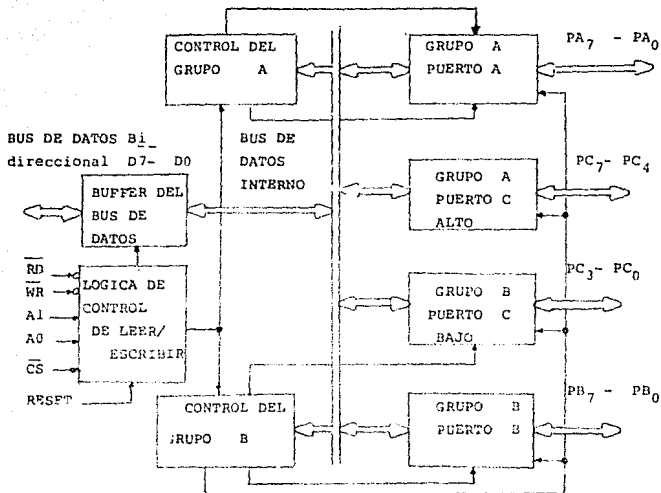 CONTROL DEL
GRUPO A
GRUPO A
PUERTO A
PA7 - PA0
BUS DE DATOS Bi
direccional D7- D0
BUS DE
DATOS
INTERNO
GRUPO A
PUERTO C
ALTO
PC7- PC4
BUFFER DEL
BUS DE
DATOS
RD
WR
A1
A0
CS
RESET
LOGICA DE
CONTROL
DE LEER/
ESCRIBIR
GRUPO B
PUERTO C
BAJO
PC3- PC0
CONTROL DEL
GRUPO B
GRUPO B
PUERTO B
PB7 - PB0